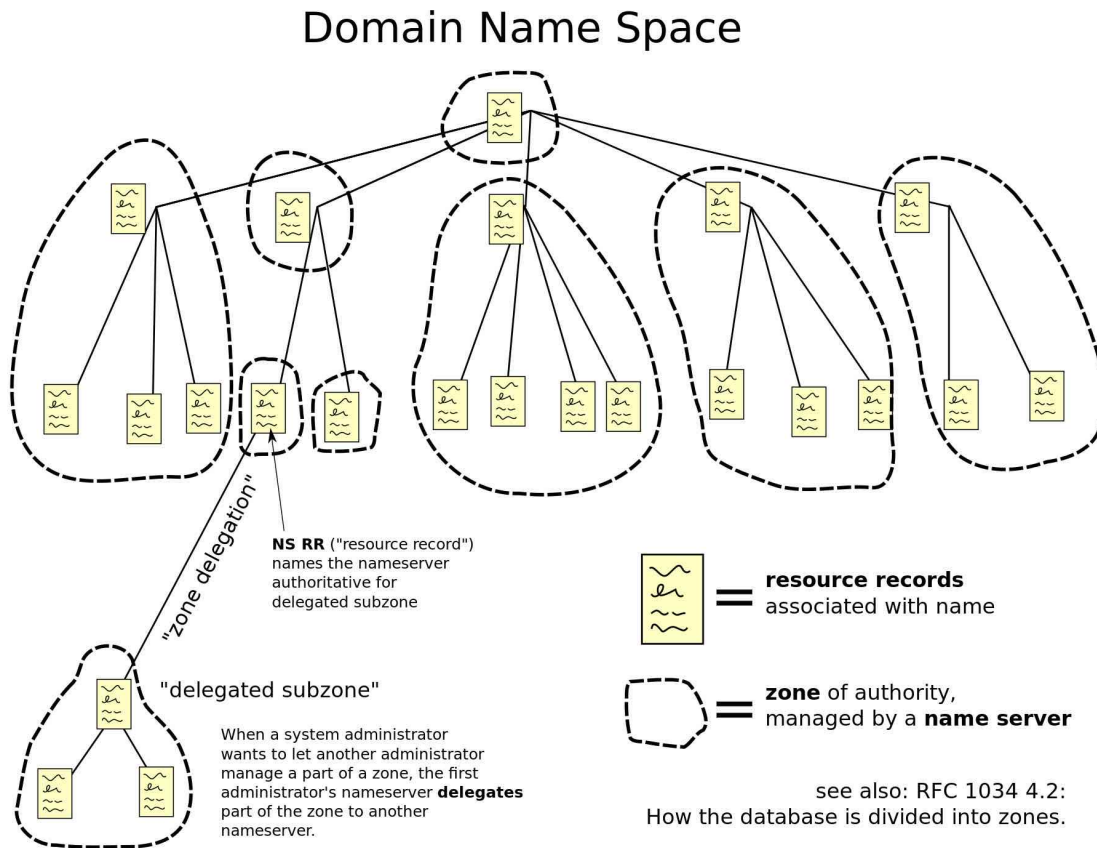 Domain Name Space
"zone delegation"
NS RR ("resource record")
names the nameserver
authoritative for
delegated subzone
resource records
associated with name
"delegated subzone"
zone of authority,
managed by a name server
When a system administrator
wants to let another administrator
manage a part of a zone, the first
administrator's nameserver delegates
part of the zone to another
nameserver.
see also: RFC 1034 4.2:
How the database is divided into zones.